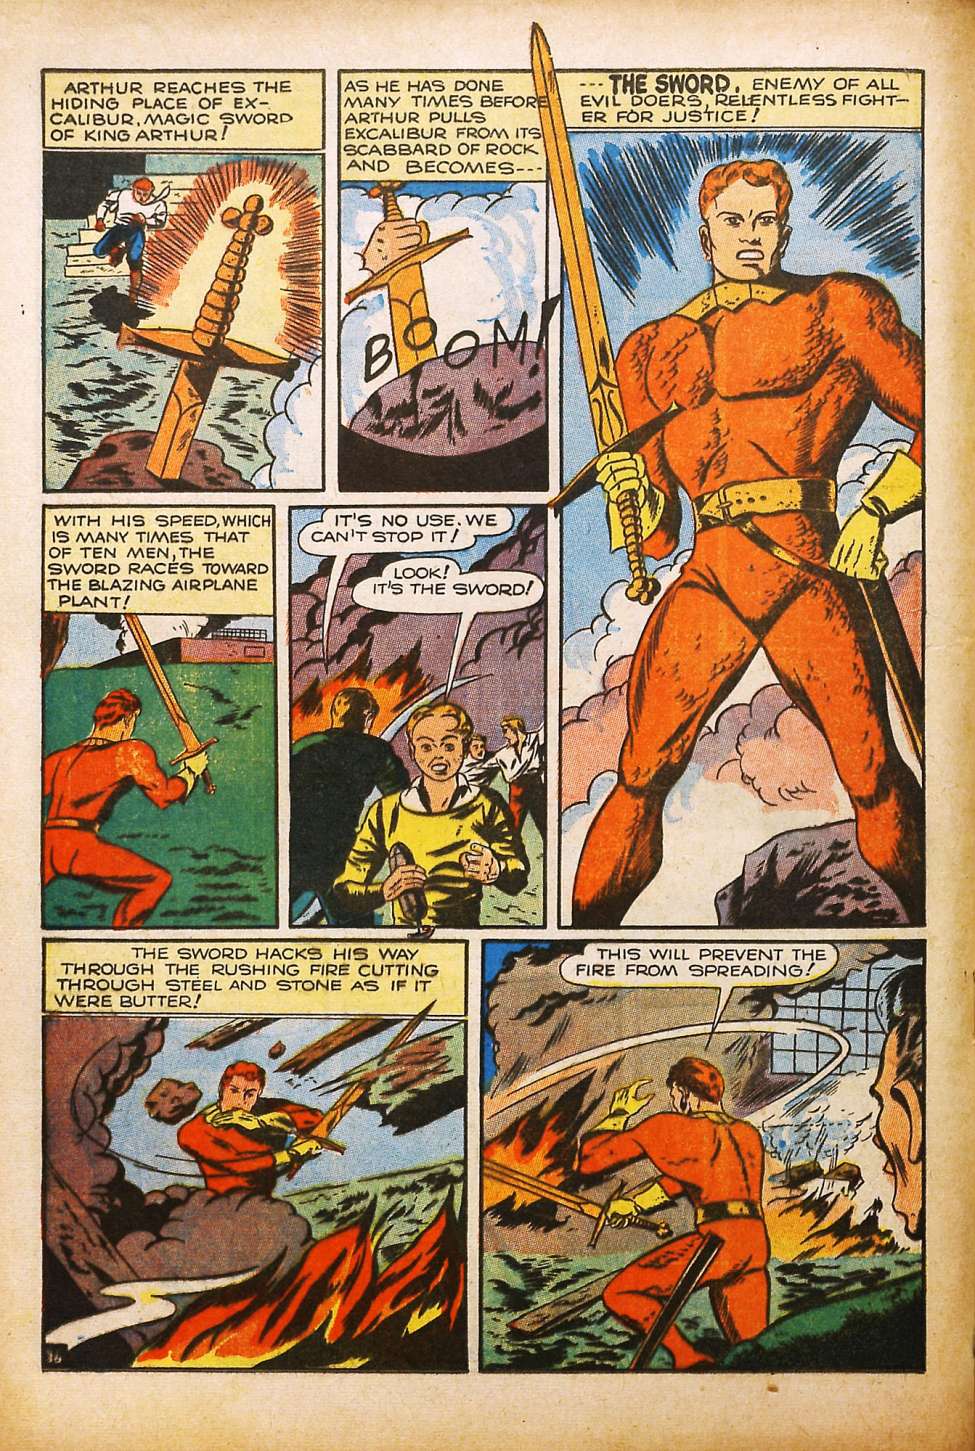 ARTHUR REACHES THE
HIDING PLACE OF EX-
CALIBUR, MAGIC SWORD
OF KING ARTHUR!
AS HE HAS DONE
MANY TIMES BEFORE
ARTHUR PULLS
EXCALIBUR FROM ITS
SCABBARD OF ROCK
AND BECOMES---
BOOM!
--- THE SWORD, ENEMY OF ALL
EVIL DOERS, RELENTLESS FIGHT-
ER FOR JUSTICE!
WITH HIS SPEED, WHICH
IS MANY TIMES THAT
OF TEN MEN, THE
SWORD RACES TOWARD
THE BLAZING AIRPLANE
PLANT!
IT'S NO USE. WE
CAN'T STOP IT!
LOOK!
IT'S THE SWORD!
THE SWORD HACKS HIS WAY
THROUGH THE RUSHING FIRE CUTTING
THROUGH STEEL AND STONE AS IF IT
WERE BUTTER!
THIS WILL PREVENT THE
FIRE FROM SPREADING!